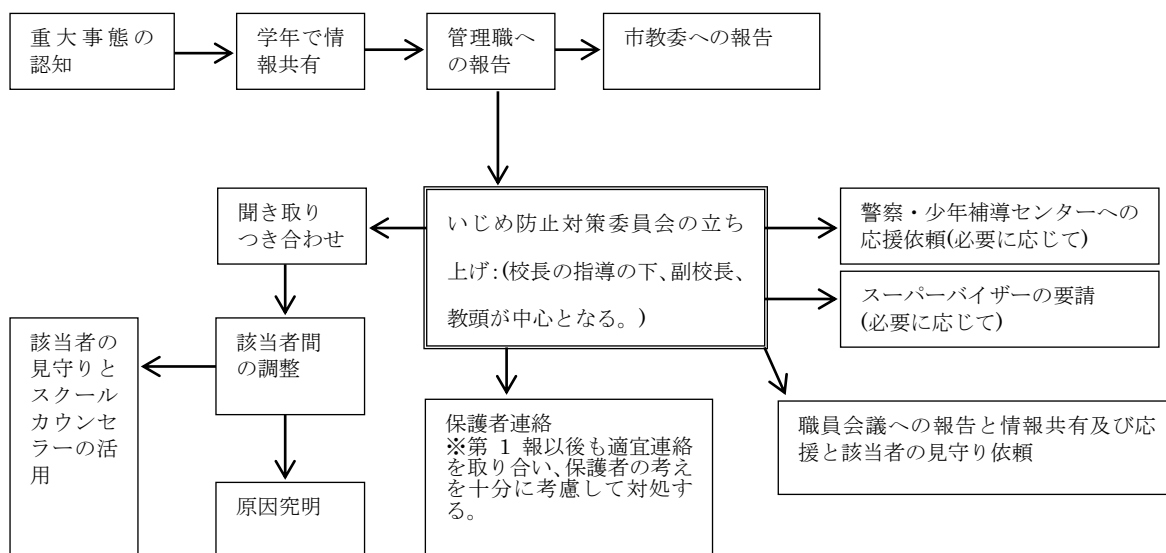 重大事態の
認知
学年で情
報共有
管理職へ
の報告
市教委への報告
聞き取り
つき合わせ
いじめ防止対策委員会の立ち
上げ:(校長の指導の下、副校長、
教頭が中心となる。)
警察・少年補導センターへの
応援依頼(必要に応じて)
スーパーバイザーの要請
(必要に応じて)
該当者の
見守りと
スクール
カウンセ
ラーの活
用
該当者間
の調整
原因究明
保護者連絡
※第 1 報以後も適宜連絡
を取り合い、保護者の考え
を十分に考慮して対処す
る。
職員会議への報告と情報共有及び応
援と該当者の見守り依頼